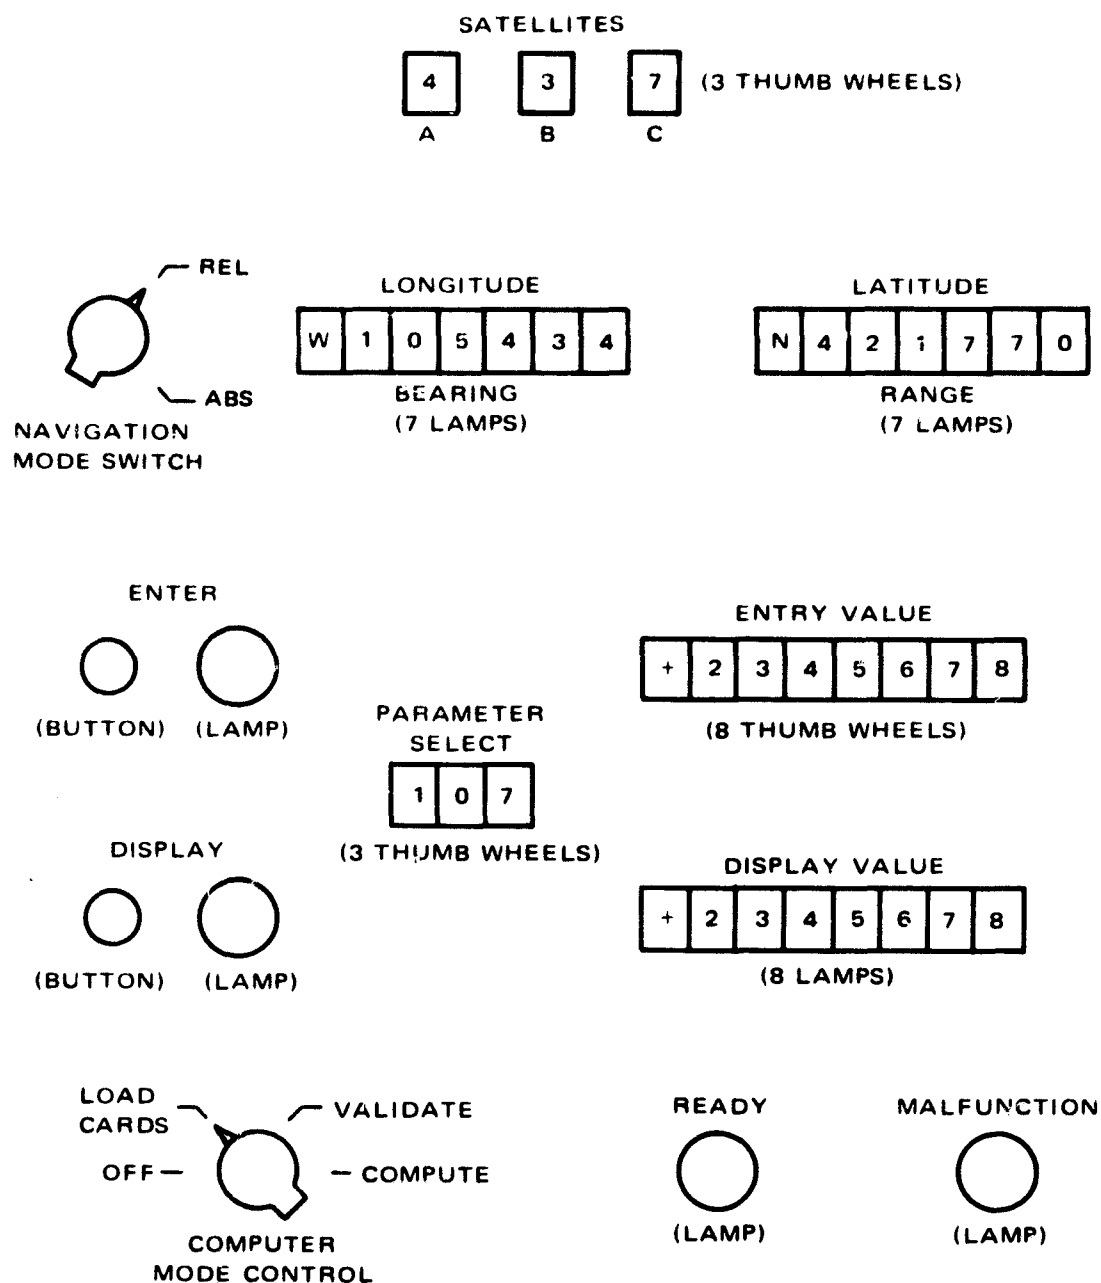 SATELLITES
4 3 7 (3 THUMB WHEELS)
A B C
REL
ABS
NAVIGATION
MODE SWITCH
LONGITUDE
W 1 0 5 4 3 4
BEARING
(7 LAMPS)
LATITUDE
N 4 2 1 7 7 0
RANGE
(7 LAMPS)
ENTER
(BUTTON) (LAMP)
PARAMETER
SELECT
1 0 7
(3 THUMB WHEELS)
ENTRY VALUE
+ 2 3 4 5 6 7 8
(8 THUMB WHEELS)
DISPLAY
(BUTTON) (LAMP)
DISPLAY VALUE
+ 2 3 4 5 6 7 8
(8 LAMPS)
LOAD
CARDS
VALIDATE
OFF
COMPUTE
COMPUTER
MODE CONTROL
READY
(LAMP)
MALFUNCTION
(LAMP)